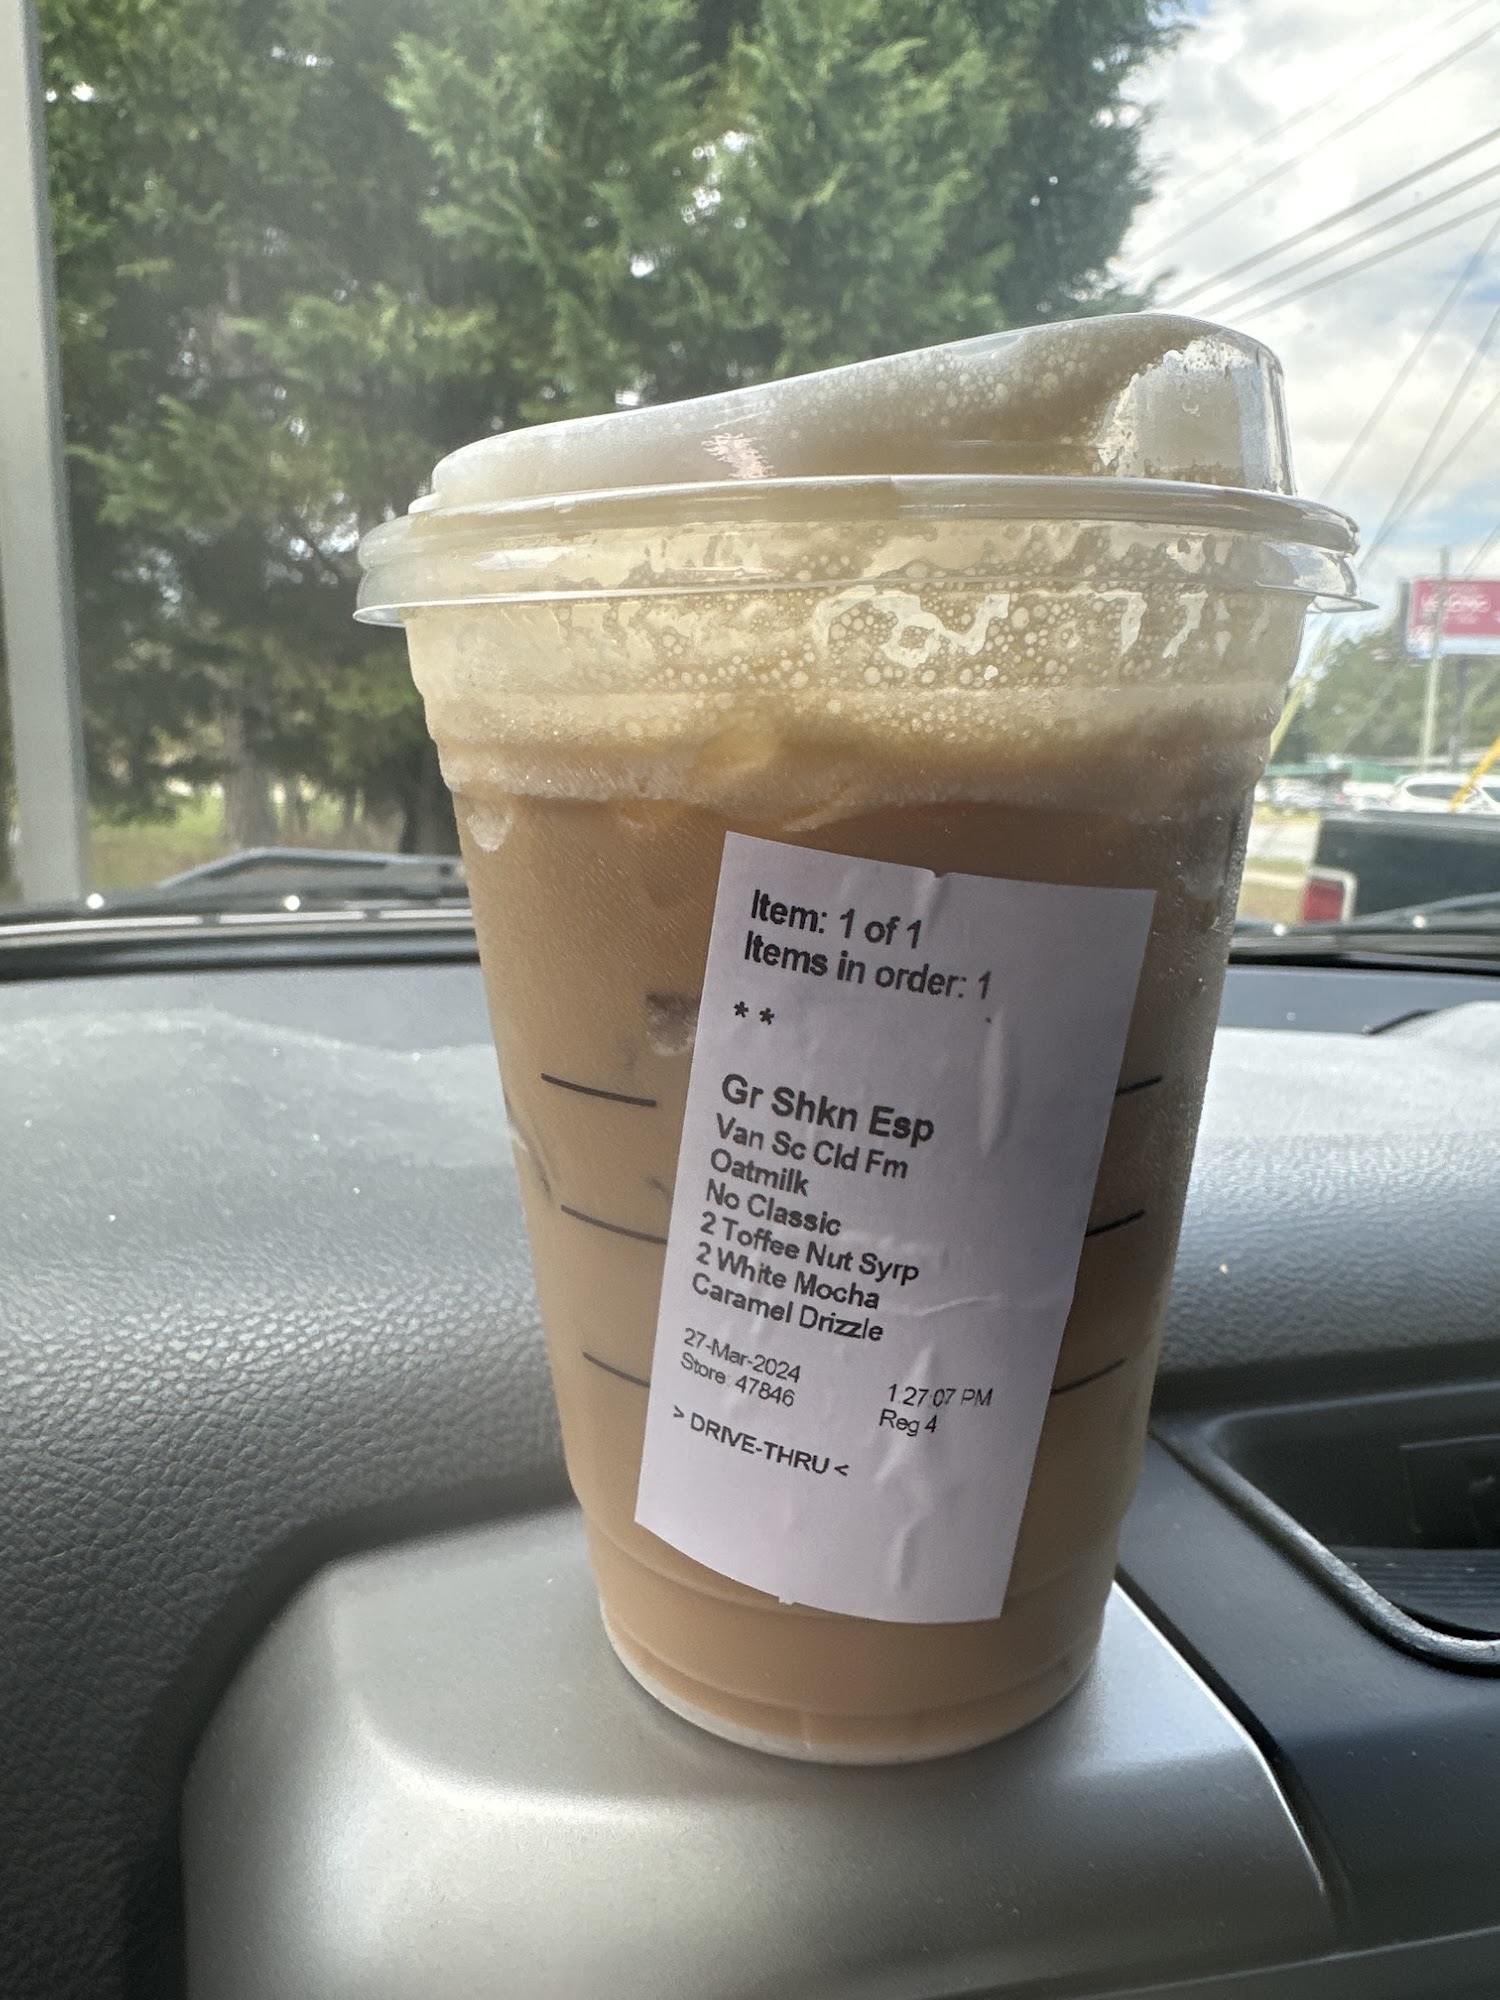 Item: 1 of 1
Items in order: 1
* *
Gr Shkn Esp
Van Sc Cld Fm
Oatmilk
No Classic
2 Toffee Nut Syrp
2 White Mocha
Caramel Drizzle
27-Mar-2024 1:27:07 PM
Store: 47846 Reg 4
> DRIVE-THRU <